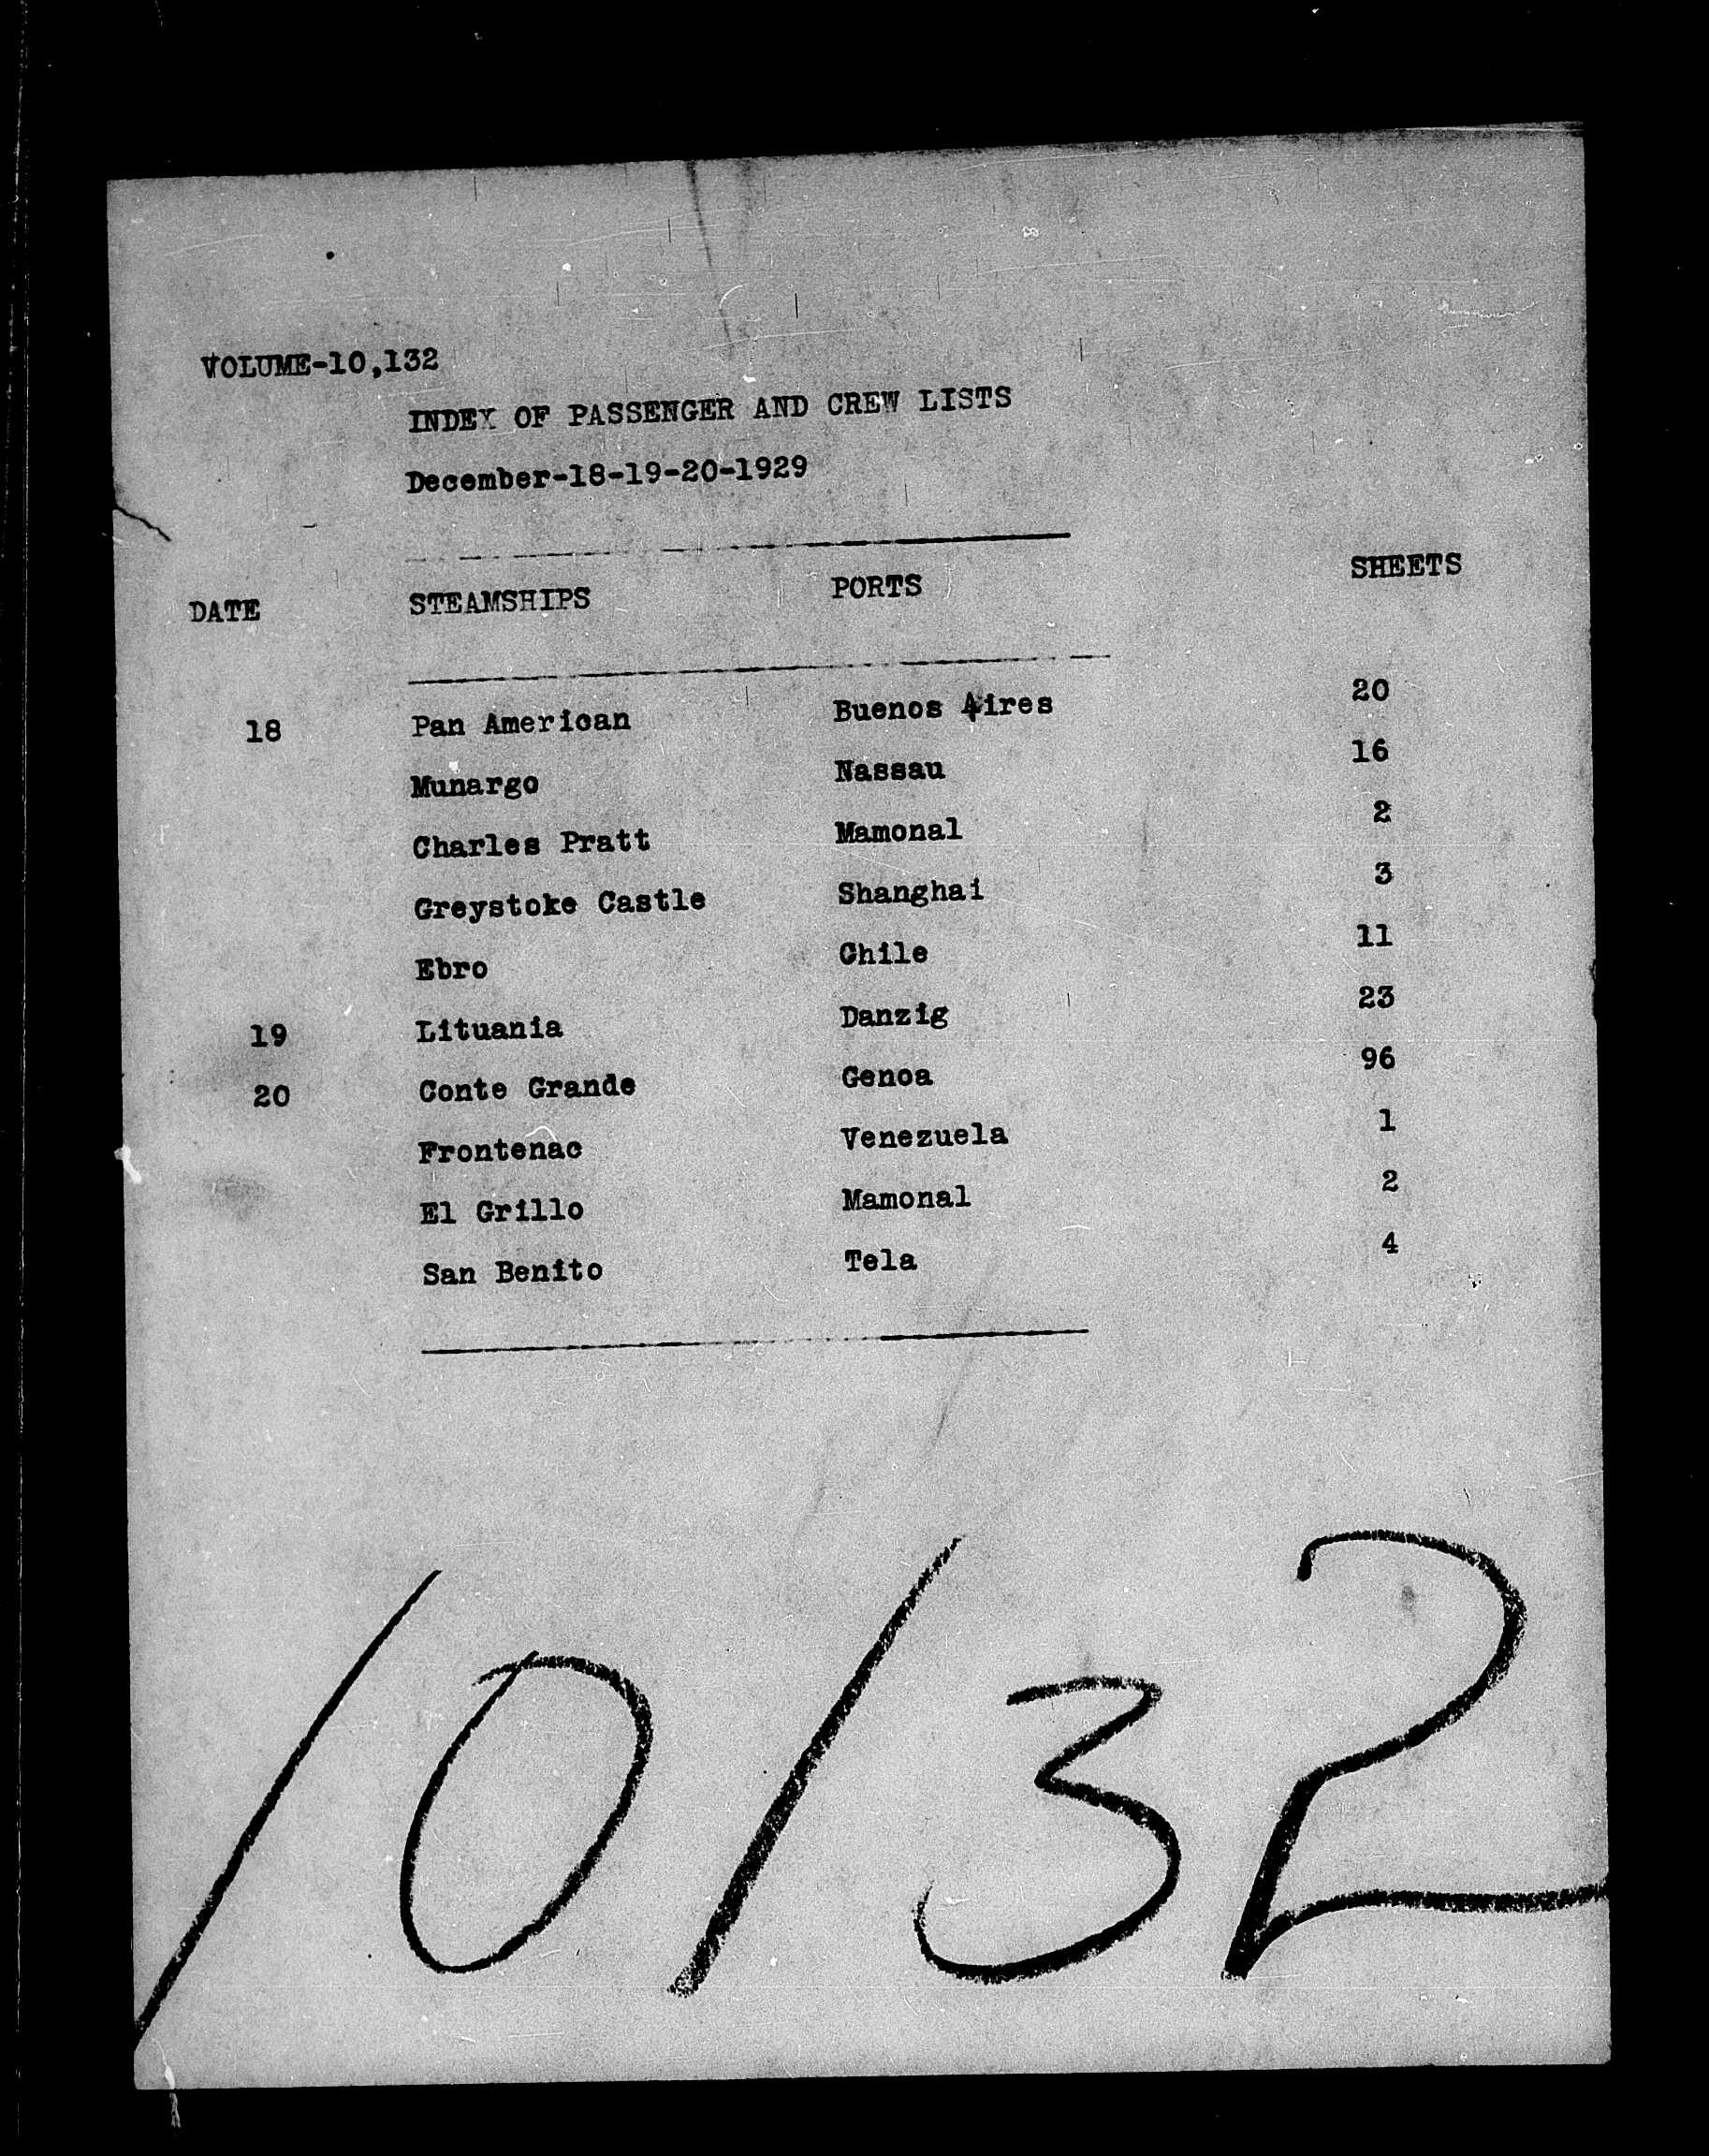 VOLUME-10,132
INDEX OF PASSENGER AND CREW LISTS
December-18-19-20-1929
DATE STEAMSHIPS PORTS SHEETS
18 Pan American Buenos Aires 20
Munargo Nassau 16
Charles Pratt Mamonal 2
Greystoke Castle Shanghai 3
Ebro Chile 11
19 Lituania Danzig 23
20 Conte Grande Genoa 96
Frontenac Venezuela 1
El Grillo Mamonal 2
San Benito Tela 4
10132